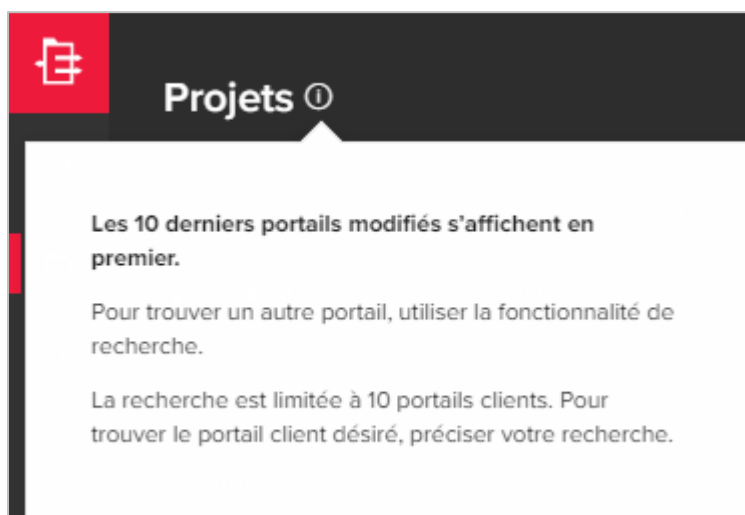 Projets
Les 10 derniers portails modifiés s'affichent en
premier.
Pour trouver un autre portail, utiliser la fonctionnalité de
recherche.
La recherche est limitée à 10 portails clients. Pour
trouver le portail client désiré, préciser votre recherche.